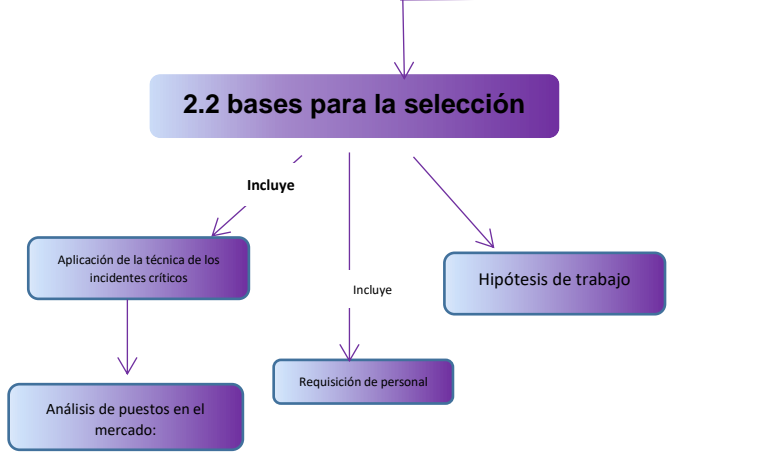 2.2 bases para la selección
Incluye
Aplicación de la técnica de los
incidentes críticos
Hipótesis de trabajo
Incluye
Requisición de personal
Análisis de puestos en el
mercado: